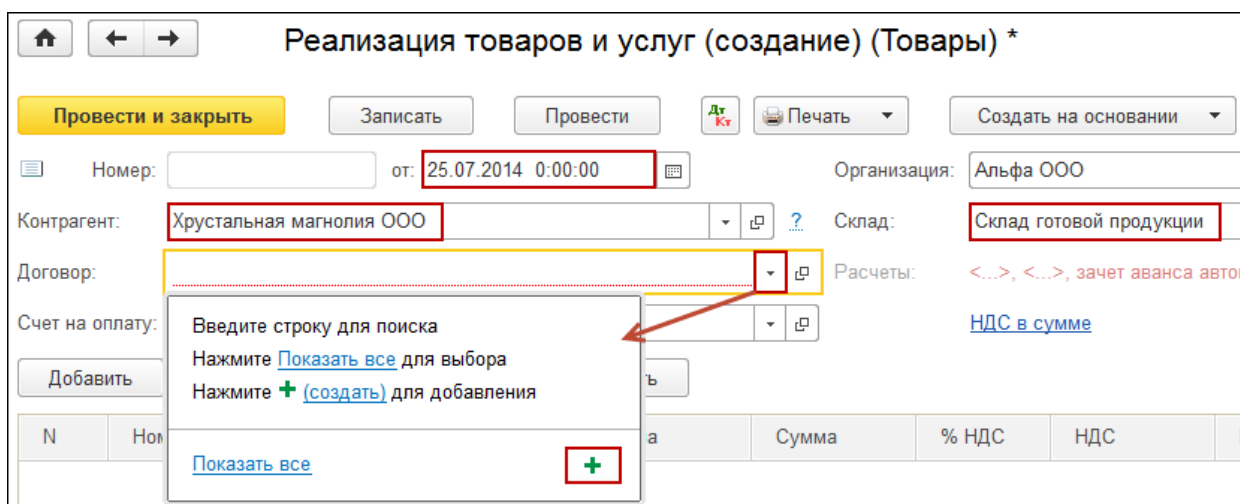 Реализация товаров и услуг (создание) (Товары) *
Провести и закрыть Записать Провести Дт Кт Печать Создать на основании
Номер: от: 25.07.2014 0:00:00 Организация: Альфа ООО
Контрагент: Хрустальная магнолия ООО ? Склад: Склад готовой продукции
Договор: Расчеты: <...>, <...>, зачет аванса
Счет на оплату: НДС в сумме
Введите строку для поиска
Нажмите Показать все для выбора
Нажмите + (создать) для добавления
Добавить
N Сумма % НДС НДС
Показать все +